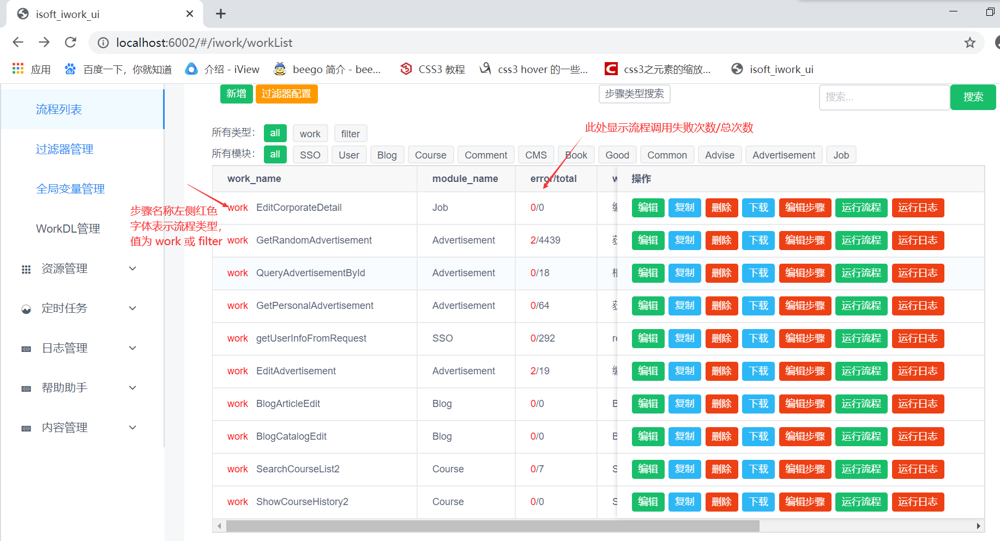 isoft_iwork_ui
localhost:6002/#/iwork/workList
应用 百度一下，你就知道 介绍 - iView beego 简介 - bee... CSS3 教程 css3 hover 的一些... css3之元素的缩放... isoft_iwork_ui
新增 过滤器配置 步骤类型搜索 搜索... 搜索
流程列表
过滤器管理
全局变量管理
WorkDL管理
资源管理
定时任务
日志管理
帮助助手
内容管理
此处显示流程调用失败次数/总次数
所有类型： all work filter
所有模块： all SSO User Blog Course Comment CMS Book Good Common Advise Advertisement Job
步骤名称左侧红色
字体表示流程类型，
值为 work 或 filter
work_name module_name error/total w 操作
work EditCorporateDetail Job 0/0 编辑 复制 删除 下载 编辑步骤 运行流程 运行日志
work GetRandomAdvertisement Advertisement 2/4439 编辑 复制 删除 下载 编辑步骤 运行流程 运行日志
work QueryAdvertisementById Advertisement 0/18 编辑 复制 删除 下载 编辑步骤 运行流程 运行日志
work GetPersonalAdvertisement Advertisement 0/64 编辑 复制 删除 下载 编辑步骤 运行流程 运行日志
work getUserInfoFromRequest SSO 0/292 re 编辑 复制 删除 下载 编辑步骤 运行流程 运行日志
work EditAdvertisement Advertisement 2/19 编辑 复制 删除 下载 编辑步骤 运行流程 运行日志
work BlogArticleEdit Blog 0/0 B 编辑 复制 删除 下载 编辑步骤 运行流程 运行日志
work BlogCatalogEdit Blog 0/0 B 编辑 复制 删除 下载 编辑步骤 运行流程 运行日志
work SearchCourseList2 Course 0/7 S 编辑 复制 删除 下载 编辑步骤 运行流程 运行日志
work ShowCourseHistory2 Course 0/0 S 编辑 复制 删除 下载 编辑步骤 运行流程 运行日志